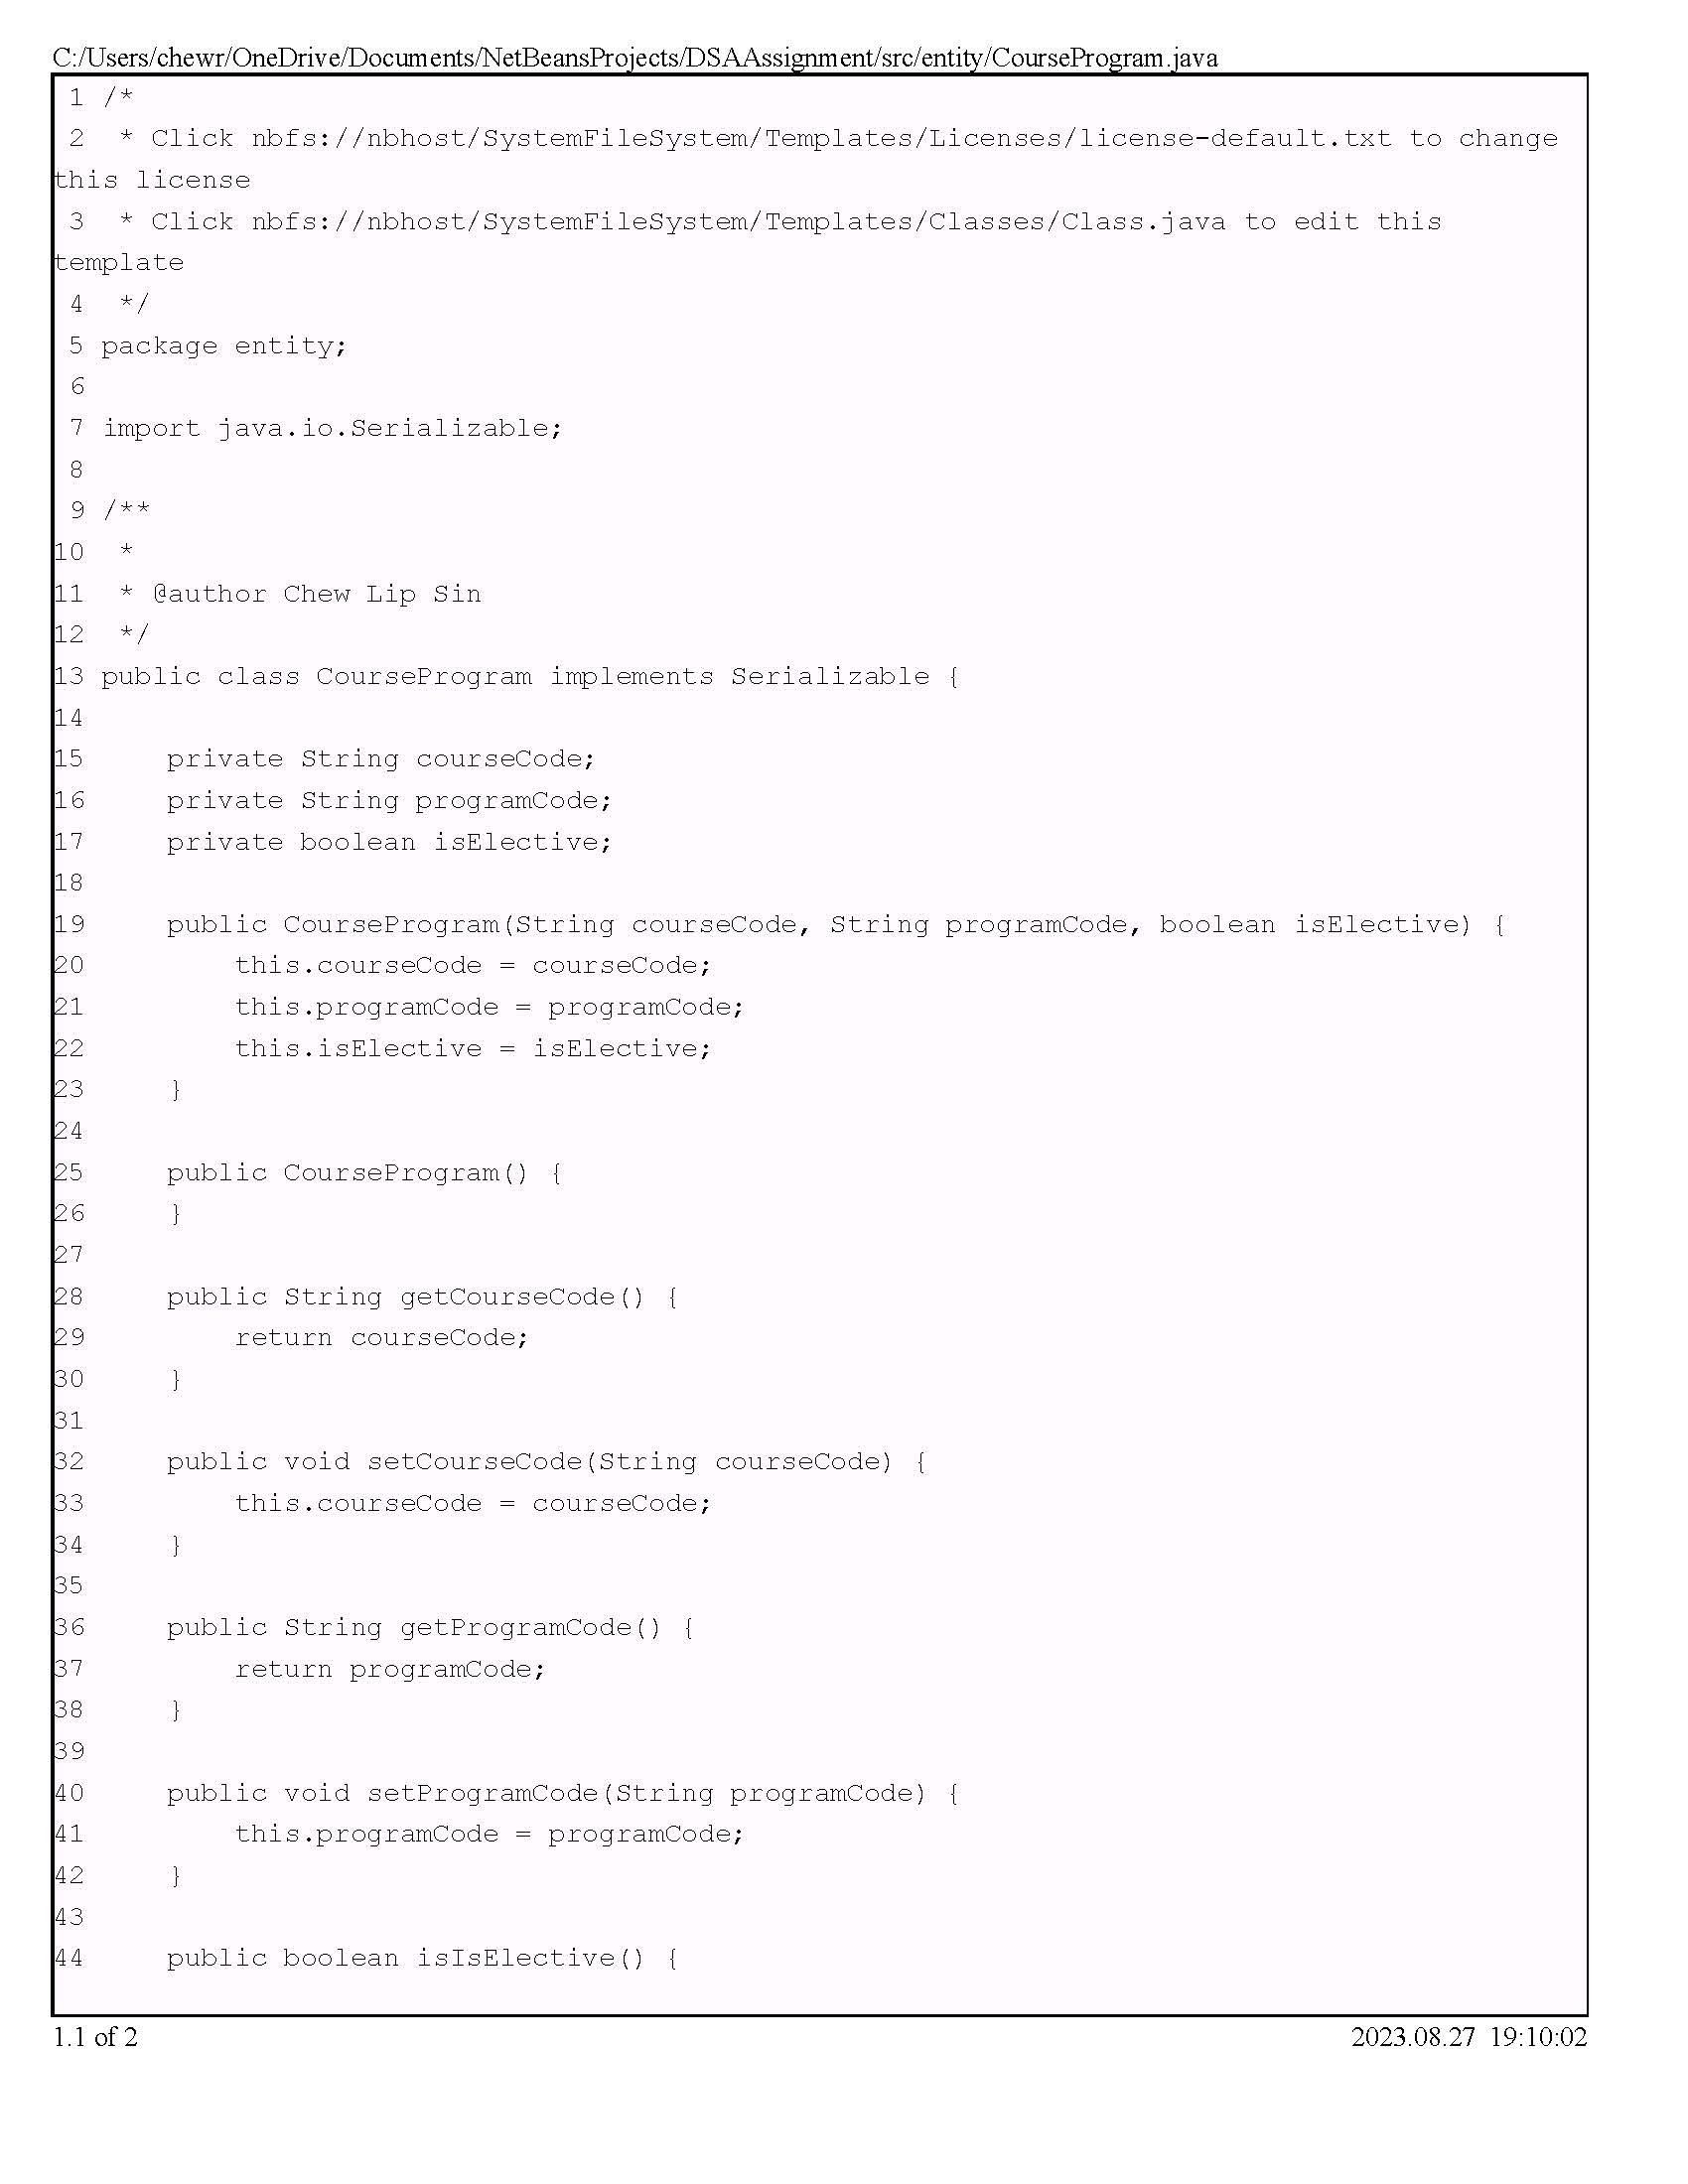 C:/Users/chewr/OneDrive/Documents/NetBeansProjects/DSAAssignment/src/entity/CourseProgram.java
1 /*
2  * Click nbfs://nbhost/SystemFileSystem/Templates/Licenses/license-default.txt to change
this license
3  * Click nbfs://nbhost/SystemFileSystem/Templates/Classes/Class.java to edit this
template
4  */
5 package entity;
6
7 import java.io.Serializable;
8
9 /**
10  *
11  * @author Chew Lip Sin
12  */
13 public class CourseProgram implements Serializable {
14
15     private String courseCode;
16     private String programCode;
17     private boolean isElective;
18
19     public CourseProgram(String courseCode, String programCode, boolean isElective) {
20         this.courseCode = courseCode;
21         this.programCode = programCode;
22         this.isElective = isElective;
23     }
24
25     public CourseProgram() {
26     }
27
28     public String getCourseCode() {
29         return courseCode;
30     }
31
32     public void setCourseCode(String courseCode) {
33         this.courseCode = courseCode;
34     }
35
36     public String getProgramCode() {
37         return programCode;
38     }
39
40     public void setProgramCode(String programCode) {
41         this.programCode = programCode;
42     }
43
44     public boolean isIsElective() {
1.1 of 2 2023.08.27 19:10:02